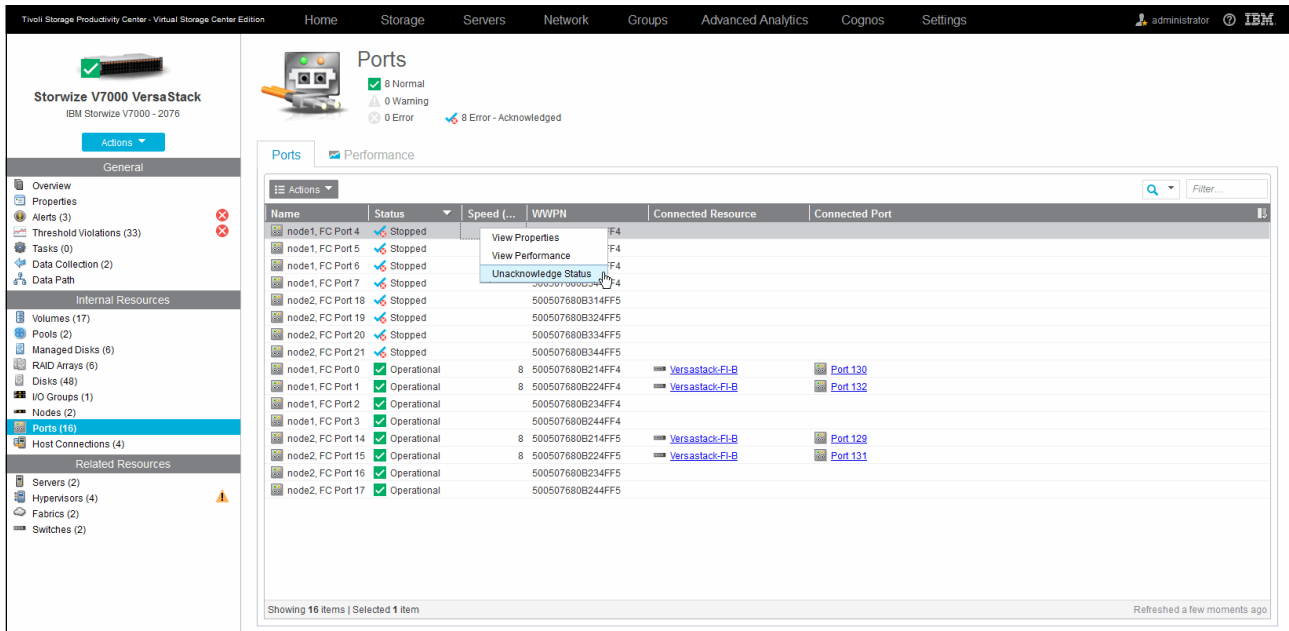 Tivoli Storage Productivity Center - Virtual Storage Center Edition Home Storage Servers Network Groups Advanced Analytics Cognos Settings administrator ? IBM.
Storwize V7000 VersaStack
IBM Storwize V7000 - 2076
Actions
General
Overview
Properties
Alerts (3)
Threshold Violations (33)
Tasks (0)
Data Collection (2)
Data Path
Internal Resources
Volumes (17)
Pools (2)
Managed Disks (6)
RAID Arrays (6)
Disks (48)
I/O Groups (1)
Nodes (2)
Ports (16)
Host Connections (4)
Related Resources
Servers (2)
Hypervisors (4)
Fabrics (2)
Switches (2)
Ports
8 Normal
0 Warning
0 Error 8 Error - Acknowledged
Ports Performance
Actions Filter...
Name Status Speed (... WWPN Connected Resource Connected Port
node1, FC Port 4 Stopped FF4
node1, FC Port 5 Stopped FF4
node1, FC Port 6 Stopped FF4
node1, FC Port 7 Stopped
node2, FC Port 18 Stopped 500507680B314FF5
node2, FC Port 19 Stopped 500507680B324FF5
node2, FC Port 20 Stopped 500507680B334FF5
node2, FC Port 21 Stopped 500507680B344FF5
node1, FC Port 0 Operational 8 500507680B214FF4 Versastack-FI-B Port 130
node1, FC Port 1 Operational 8 500507680B224FF4 Versastack-FI-B Port 132
node1, FC Port 2 Operational 500507680B234FF4
node1, FC Port 3 Operational 500507680B244FF4
node2, FC Port 14 Operational 8 500507680B214FF5 Versastack-FI-B Port 129
node2, FC Port 15 Operational 8 500507680B224FF5 Versastack-FI-B Port 131
node2, FC Port 16 Operational 500507680B234FF5
node2, FC Port 17 Operational 500507680B244FF5
View Properties
View Performance
Unacknowledge Status
Showing 16 items | Selected 1 item Refreshed a few moments ago